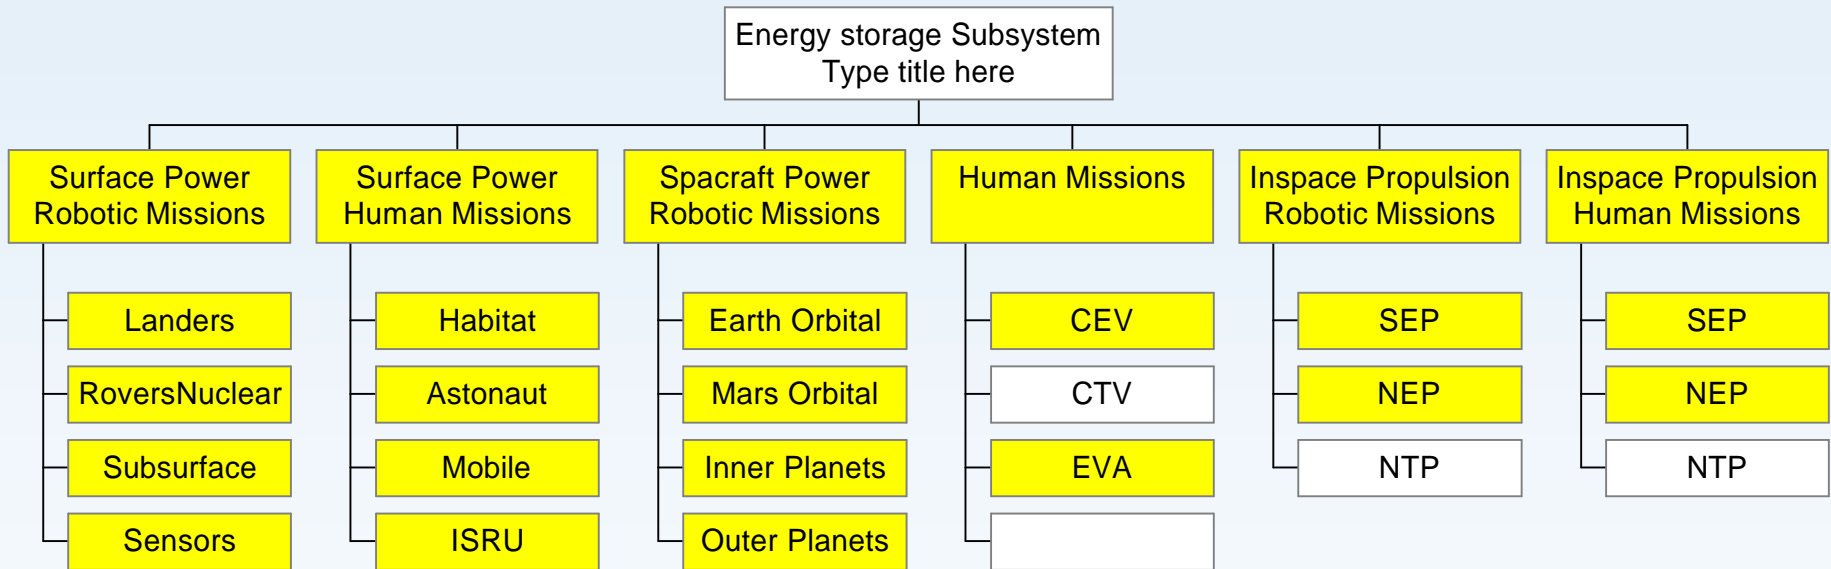 Energy storage Subsystem
Type title here
Surface Power
Robotic Missions
Surface Power
Human Missions
Spacraft Power
Robotic Missions
Human Missions
Inspace Propulsion
Robotic Missions
Inspace Propulsion
Human Missions
Landers
RoversNuclear
Subsurface
Sensors
Habitat
Astonaut
Mobile
ISRU
Earth Orbital
Mars Orbital
Inner Planets
Outer Planets
CEV
CTV
EVA
SEP
NEP
NTP
SEP
NEP
NTP